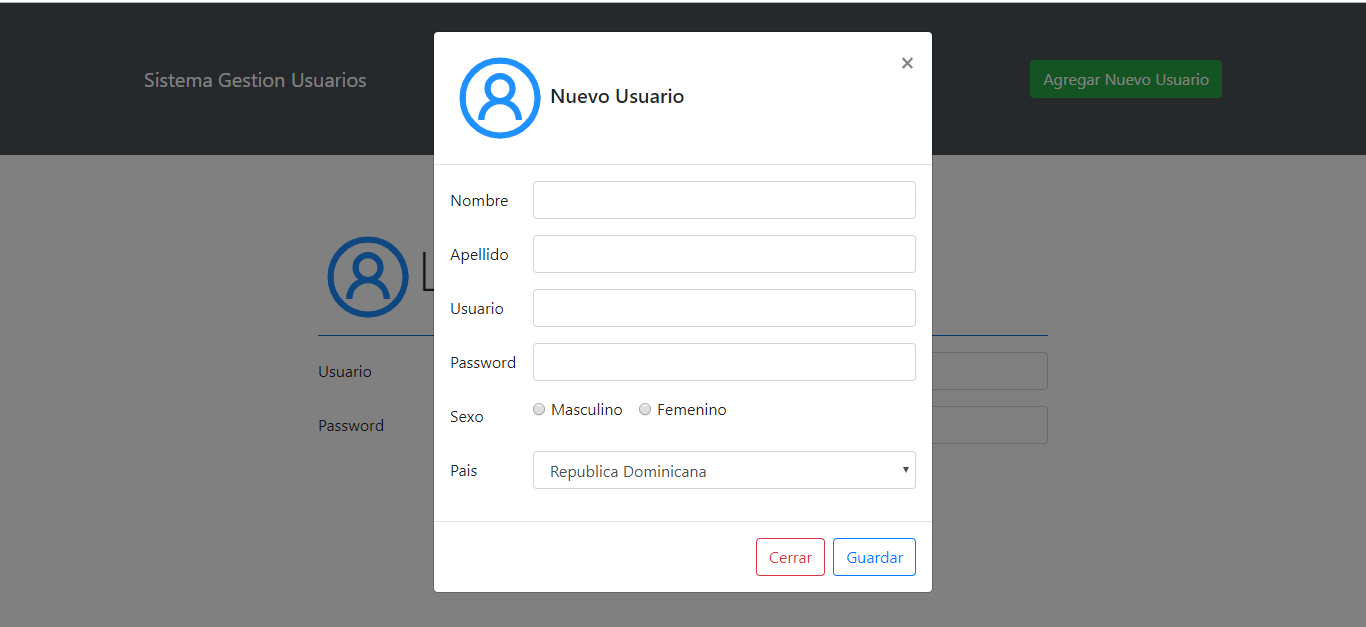 Sistema Gestion Usuarios
Agregar Nuevo Usuario
Nuevo Usuario
×
Nombre
Apellido
Usuario
Password
Sexo
Masculino Femenino
Pais
Republica Dominicana
Cerrar Guardar
Usuario
Password